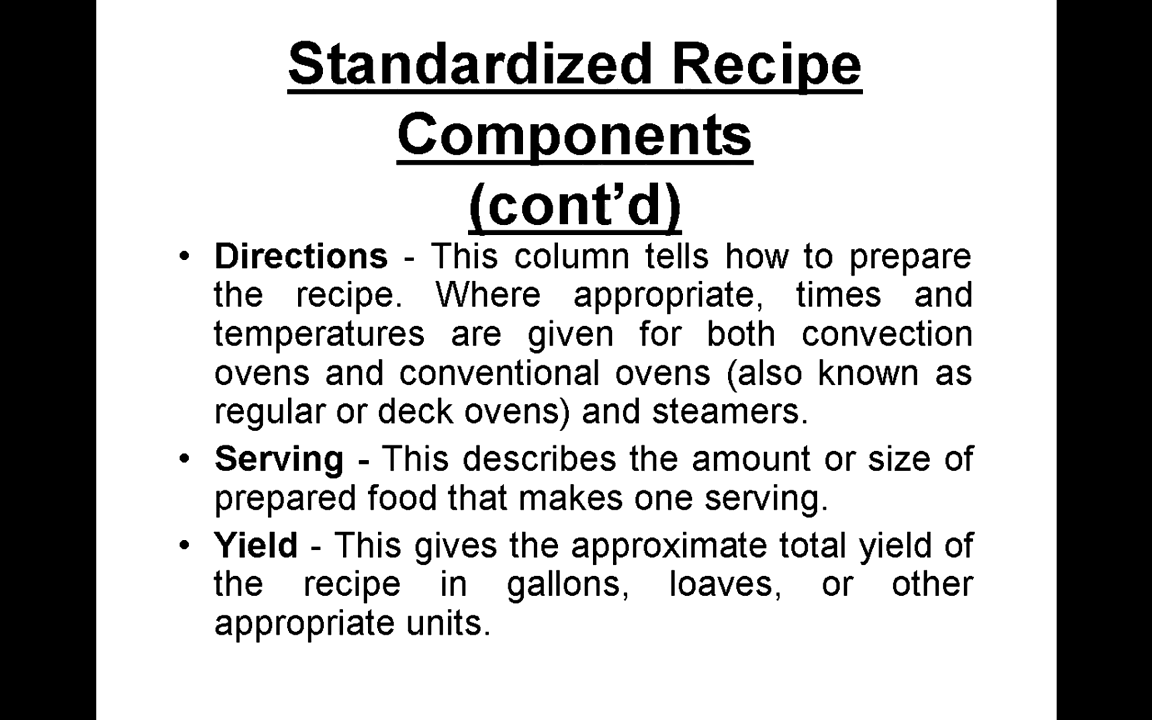 Standardized Recipe
Components
(cont’d)
• Directions - This column tells how to prepare
the recipe. Where appropriate, times and
temperatures are given for both convection
ovens and conventional ovens (also known as
regular or deck ovens) and steamers.
• Serving - This describes the amount or size of
prepared food that makes one serving.
• Yield - This gives the approximate total yield of
the recipe in gallons, loaves, or other
appropriate units.